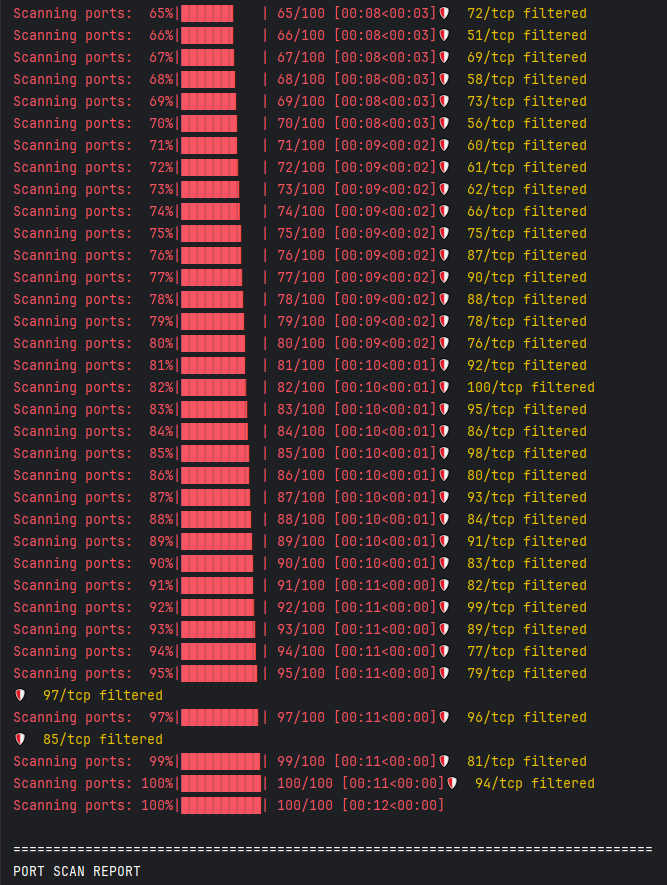 Scanning ports:  65%|███████    | 65/100 [00:08<00:03]🛡  72/tcp filtered
Scanning ports:  66%|███████    | 66/100 [00:08<00:03]🛡  51/tcp filtered
Scanning ports:  67%|███████    | 67/100 [00:08<00:03]🛡  69/tcp filtered
Scanning ports:  68%|███████    | 68/100 [00:08<00:03]🛡  58/tcp filtered
Scanning ports:  69%|███████    | 69/100 [00:08<00:03]🛡  73/tcp filtered
Scanning ports:  70%|███████    | 70/100 [00:08<00:03]🛡  56/tcp filtered
Scanning ports:  71%|███████    | 71/100 [00:09<00:02]🛡  60/tcp filtered
Scanning ports:  72%|███████    | 72/100 [00:09<00:02]🛡  61/tcp filtered
Scanning ports:  73%|███████    | 73/100 [00:09<00:02]🛡  62/tcp filtered
Scanning ports:  74%|███████    | 74/100 [00:09<00:02]🛡  66/tcp filtered
Scanning ports:  75%|████████   | 75/100 [00:09<00:02]🛡  75/tcp filtered
Scanning ports:  76%|████████   | 76/100 [00:09<00:02]🛡  87/tcp filtered
Scanning ports:  77%|████████   | 77/100 [00:09<00:02]🛡  90/tcp filtered
Scanning ports:  78%|████████   | 78/100 [00:09<00:02]🛡  88/tcp filtered
Scanning ports:  79%|████████   | 79/100 [00:09<00:02]🛡  78/tcp filtered
Scanning ports:  80%|████████   | 80/100 [00:09<00:02]🛡  76/tcp filtered
Scanning ports:  81%|████████   | 81/100 [00:10<00:01]🛡  92/tcp filtered
Scanning ports:  82%|████████   | 82/100 [00:10<00:01]🛡  100/tcp filtered
Scanning ports:  83%|████████   | 83/100 [00:10<00:01]🛡  95/tcp filtered
Scanning ports:  84%|████████   | 84/100 [00:10<00:01]🛡  86/tcp filtered
Scanning ports:  85%|█████████  | 85/100 [00:10<00:01]🛡  98/tcp filtered
Scanning ports:  86%|█████████  | 86/100 [00:10<00:01]🛡  80/tcp filtered
Scanning ports:  87%|█████████  | 87/100 [00:10<00:01]🛡  93/tcp filtered
Scanning ports:  88%|█████████  | 88/100 [00:10<00:01]🛡  84/tcp filtered
Scanning ports:  89%|█████████  | 89/100 [00:10<00:01]🛡  91/tcp filtered
Scanning ports:  90%|█████████  | 90/100 [00:10<00:01]🛡  83/tcp filtered
Scanning ports:  91%|█████████  | 91/100 [00:11<00:00]🛡  82/tcp filtered
Scanning ports:  92%|█████████  | 92/100 [00:11<00:00]🛡  99/tcp filtered
Scanning ports:  93%|█████████  | 93/100 [00:11<00:00]🛡  89/tcp filtered
Scanning ports:  94%|█████████  | 94/100 [00:11<00:00]🛡  77/tcp filtered
Scanning ports:  95%|██████████| 95/100 [00:11<00:00]🛡  79/tcp filtered
🛡  97/tcp filtered
Scanning ports:  97%|██████████| 97/100 [00:11<00:00]🛡  96/tcp filtered
🛡  85/tcp filtered
Scanning ports:  99%|██████████| 99/100 [00:11<00:00]🛡  81/tcp filtered
Scanning ports: 100%|██████████| 100/100 [00:11<00:00]🛡  94/tcp filtered
Scanning ports: 100%|██████████| 100/100 [00:12<00:00]
================================================================================
PORT SCAN REPORT